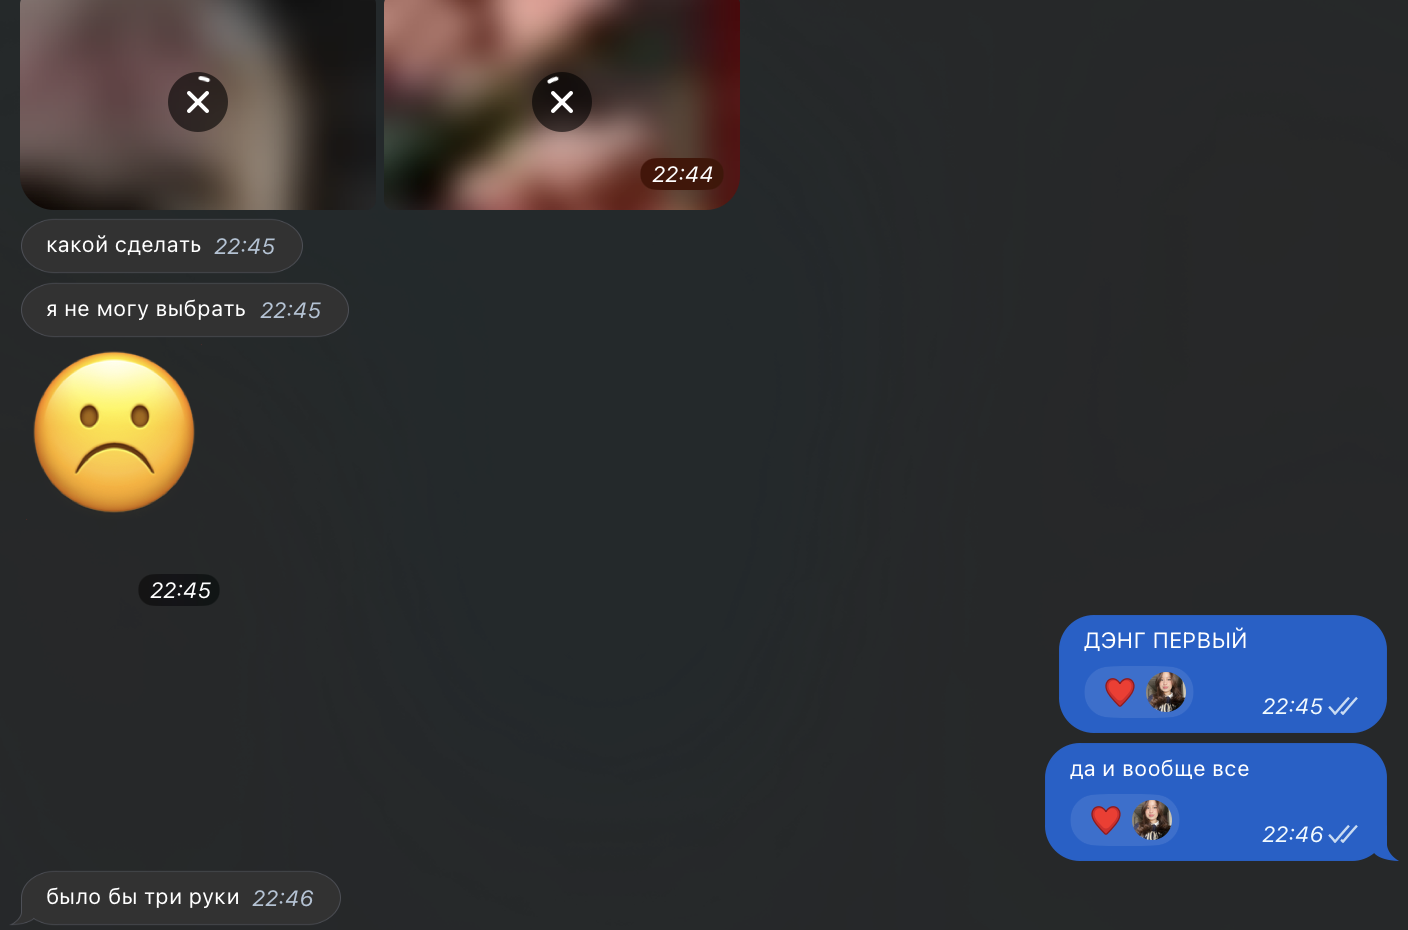 22:44
какой сделать 22:45
я не могу выбрать 22:45
22:45
ДЭНГ ПЕРВЫЙ
22:45
да и вообще все
22:46
было бы три руки 22:46